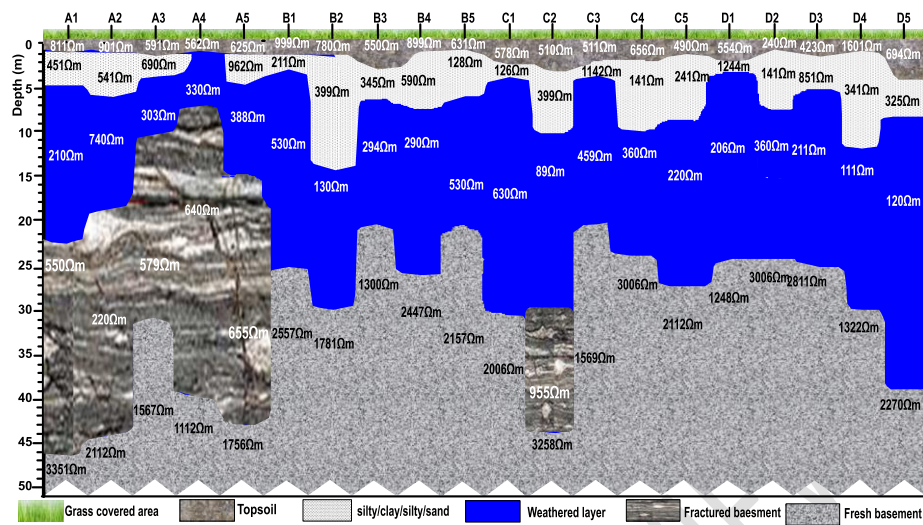 A1 A2 A3 A4 A5 B1 B2 B3 B4 B5 C1 C2 C3 C4 C5 D1 D2 D3 D4 D5
Depth (m)
0
5
10
15
20
25
30
35
40
45
50
811Ωm 901Ωm 591Ωm 562Ωm 625Ωm 999Ωm 780Ωm 550Ωm 899Ωm 631Ωm 578Ωm 510Ωm 511Ωm 656Ωm 490Ωm 554Ωm 240Ωm 423Ωm 1601Ωm 694Ωm
451Ωm 541Ωm 690Ωm 330Ωm 962Ωm 211Ωm 399Ωm 345Ωm 590Ωm 128Ωm 126Ωm 399Ωm 1142Ωm 141Ωm 241Ωm 1244m 141Ωm 851Ωm 341Ωm 325Ωm
210Ωm 740Ωm 303Ωm 640Ωm 388Ωm 530Ωm 130Ωm 294Ωm 290Ωm 530Ωm 630Ωm 89Ωm 459Ωm 360Ωm 220Ωm 206Ωm 360Ωm 211Ωm 111Ωm 120Ωm
550Ωm 220Ωm 579Ωm 655Ωm 955Ωm
3351Ωm 2112Ωm 1567Ωm 1112Ωm 1756Ωm 2557Ωm 1781Ωm 1300Ωm 2447Ωm 2157Ωm 2006Ωm 3258Ωm 1569Ωm 3006Ωm 2112Ωm 1248Ωm 3006Ωm 2811Ωm 1322Ωm 2270Ωm
Grass covered area Topsoil silty/clay/silty/sand Weathered layer Fractured baesment Fresh basement